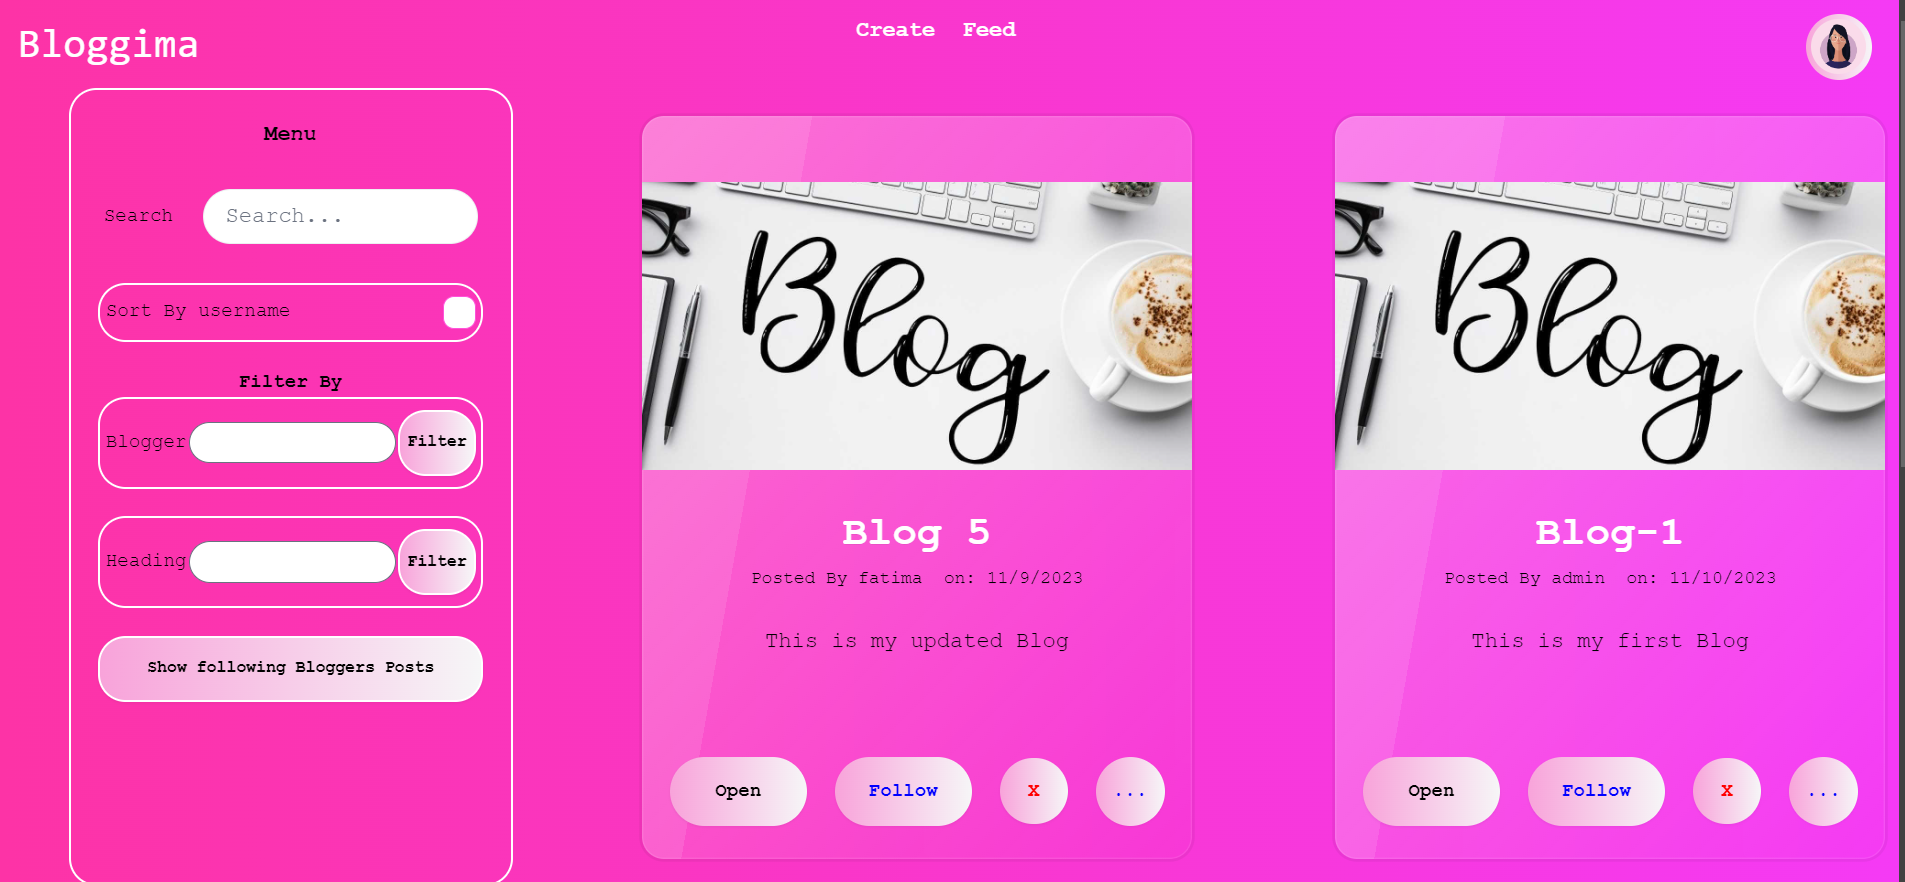 Bloggima
Create Feed
Menu
Search Search...
Sort By username
Filter By
Blogger Filter
Heading Filter
Show following Bloggers Posts
Blog
Blog 5
Posted By fatima on: 11/9/2023
This is my updated Blog
Open Follow X ...
Blog
Blog-1
Posted By admin on: 11/10/2023
This is my first Blog
Open Follow X ...